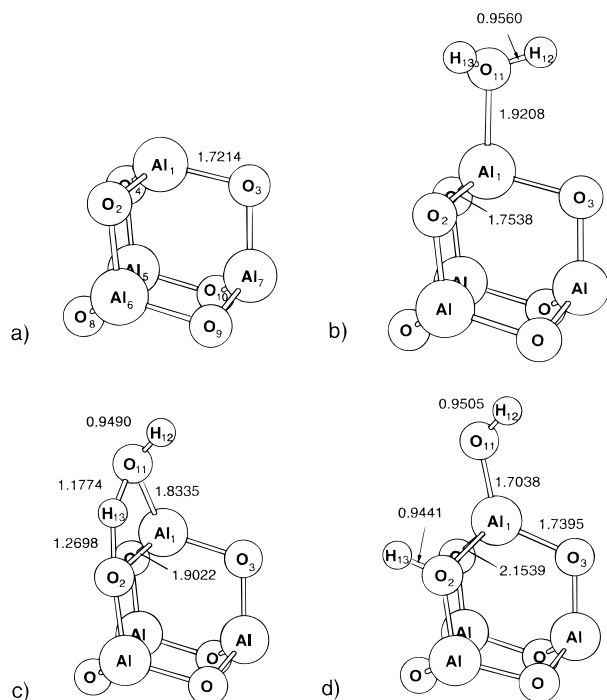 0.9560
H12
H13
O11
1.9208
Al1
1.7214
O4
O2
O3
Al5
Al6
O10
Al7
O8
O9
a)
Al1
O3
O2
1.7538
Al
Al
Al
O
O
O
b)
0.9490
H12
O11
1.1774
1.8335
H13
Al1
1.2698
O2
O3
1.9022
Al
Al
Al
O
O
O
c)
0.9505
H12
O11
1.7038
0.9441
Al1
1.7395
H13
O2
O3
2.1539
Al
Al
Al
O
O
O
d)